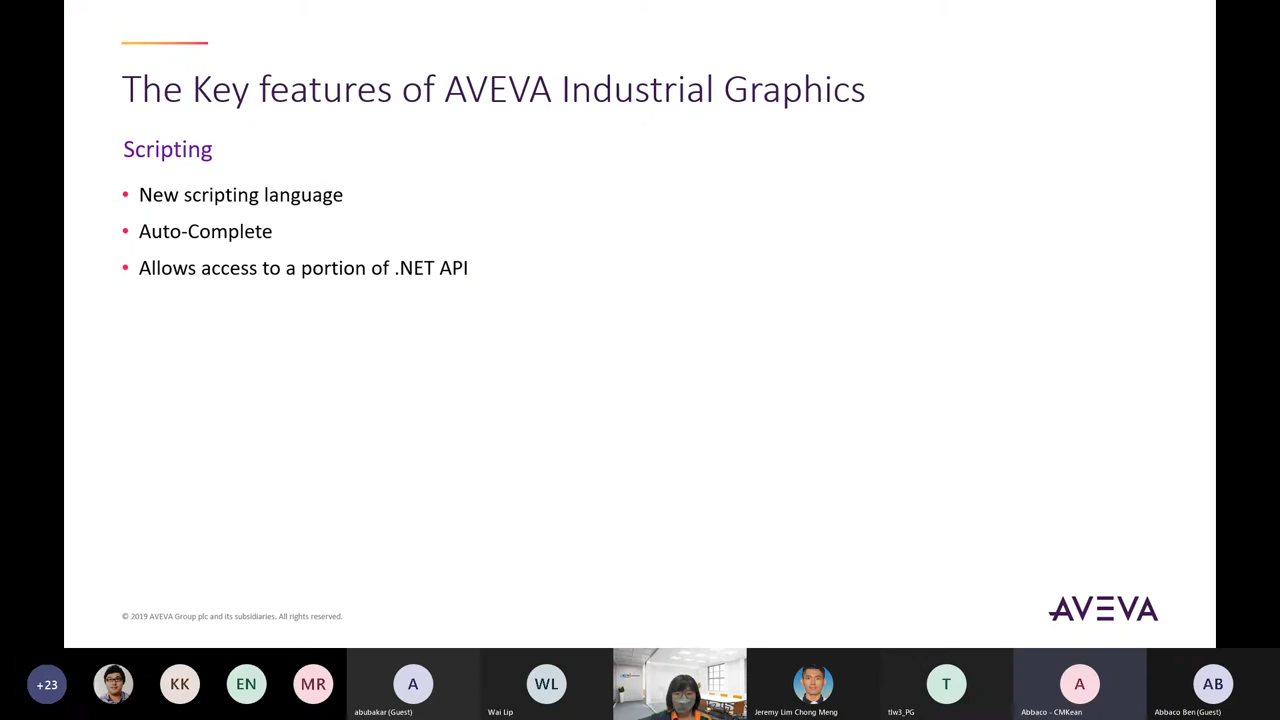 The Key features of AVEVA Industrial Graphics
Scripting
• New scripting language
• Auto-Complete
• Allows access to a portion of .NET API
© 2019 AVEVA Group plc and its subsidiaries. All rights reserved.
AVEVA
+23
KK
EN
MR
A
WL
T
A
AB
abubakar (Guest)
Wai Lip
Jeremy Lim Chong Meng
tlw3_PG
Abbaco - CMKean
Abbaco Ben (Guest)